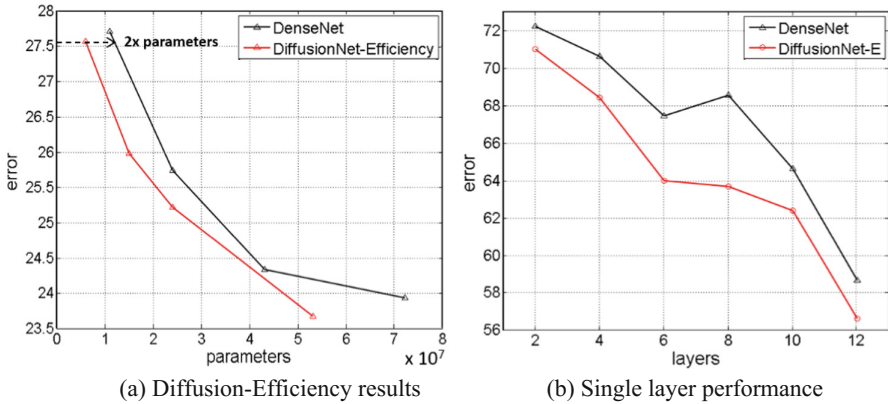 28
27.5
27
26.5
26
25.5
25
24.5
24
23.5
error
0 1 2 3 4 5 6 7 8
parameters
x 10^7
2x parameters
DenseNet
DiffusionNet-Efficiency
(a) Diffusion-Efficiency results
72
70
68
66
64
62
60
58
56
error
2 4 6 8 10 12
layers
DenseNet
DiffusionNet-E
(b) Single layer performance